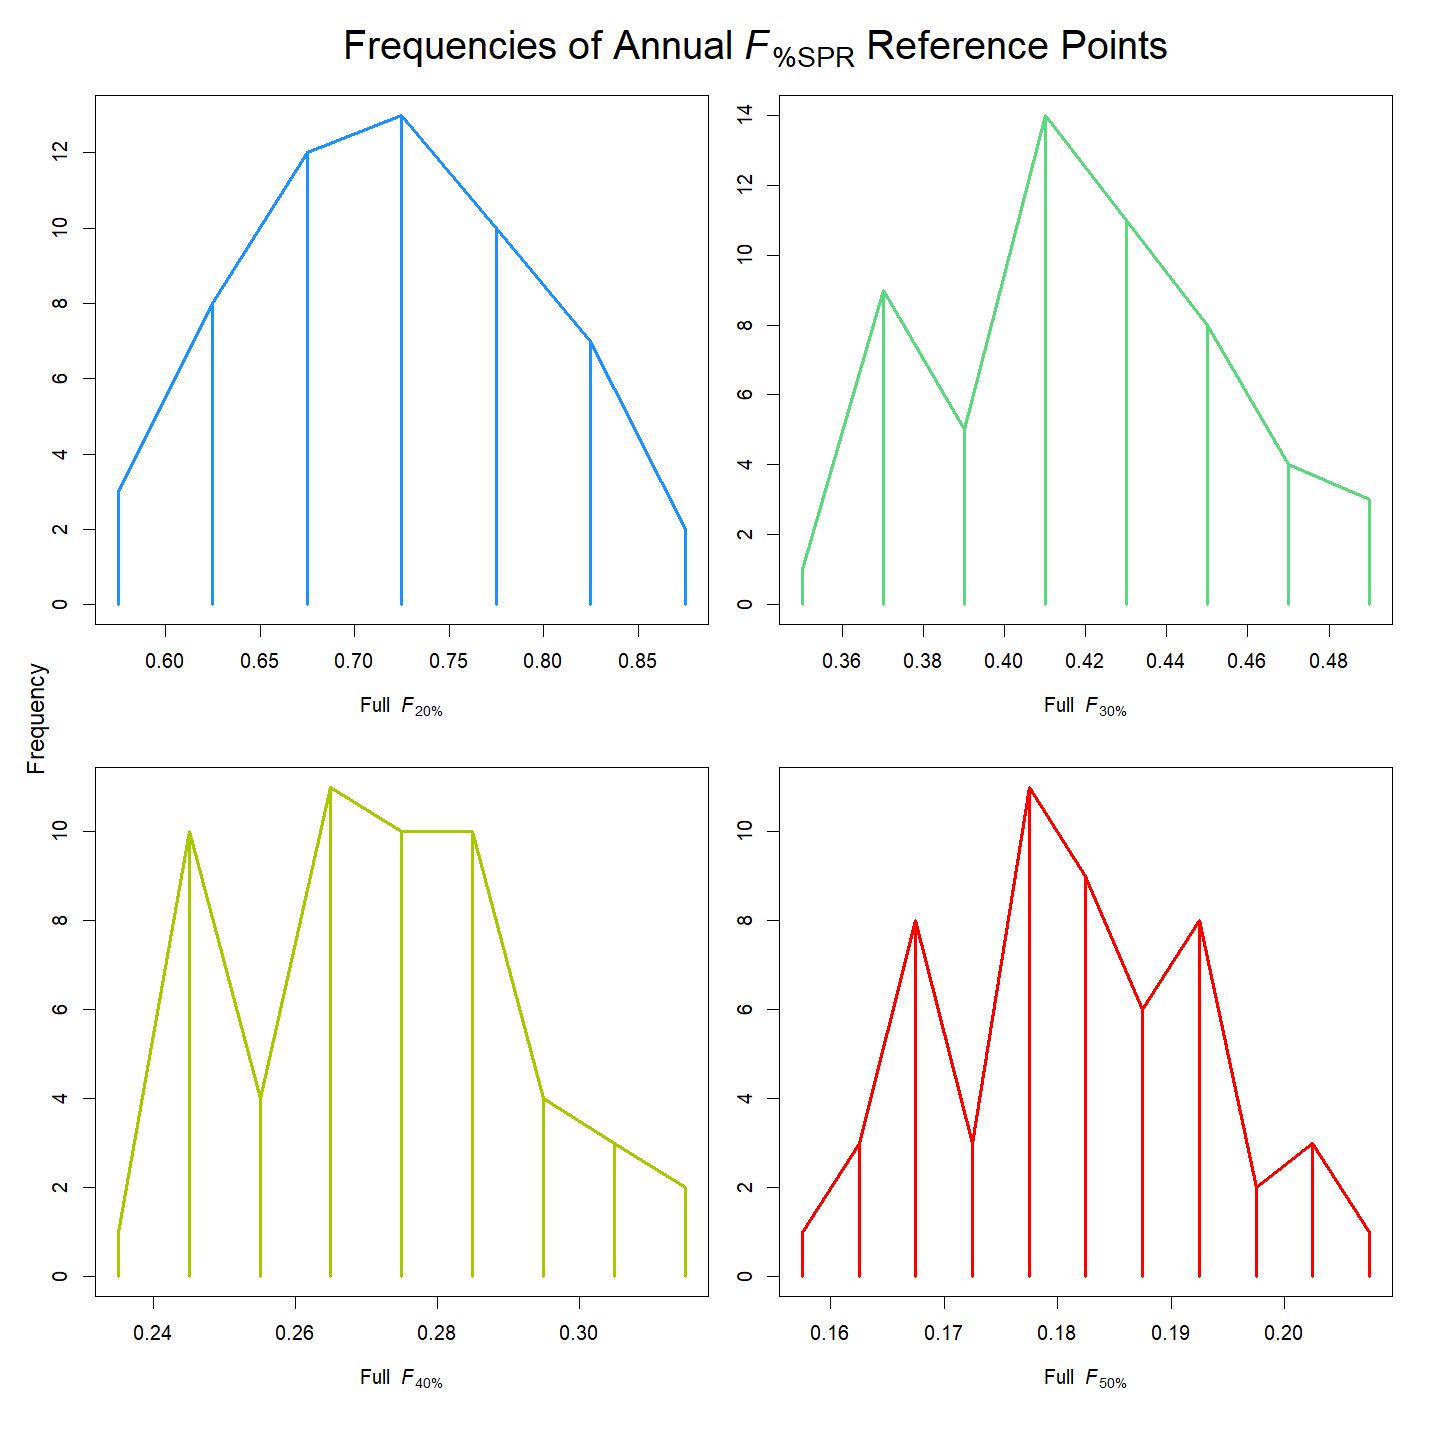 Frequencies of Annual F%SPR Reference Points
Frequency
0 2 4 6 8 10 12
0.60 0.65 0.70 0.75 0.80 0.85
Full F20%
0 2 4 6 8 10 12 14
0.36 0.38 0.40 0.42 0.44 0.46 0.48
Full F30%
0 2 4 6 8 10
0.24 0.26 0.28 0.30
Full F40%
0 2 4 6 8 10
0.16 0.17 0.18 0.19 0.20
Full F50%